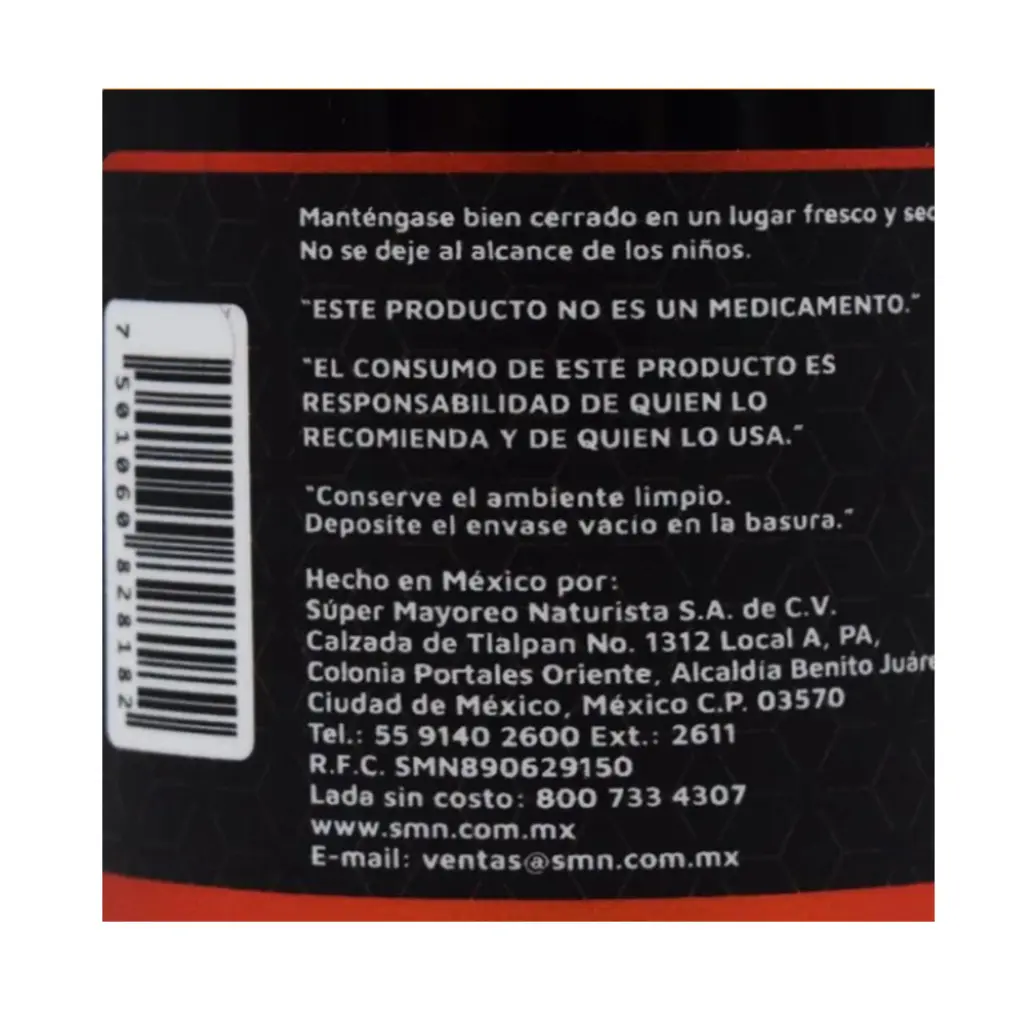 Manténgase bien cerrado en un lugar fresco y
No se deje al alcance de los niños.
"ESTE PRODUCTO NO ES UN MEDICAMENTO."
"EL CONSUMO DE ESTE PRODUCTO ES
RESPONSABILIDAD DE QUIEN LO
RECOMIENDA Y DE QUIEN LO USA."
"Conserve el ambiente limpio.
Deposite el envase vacío en la basura."
Hecho en México por:
Súper Mayoreo Naturista S.A. de C.V.
Calzada de Tlalpan No. 1312 Local A, PA,
Colonia Portales Oriente, Alcaldía Benito
Ciudad de México, México C.P. 03570
Tel.: 55 9140 2600 Ext.: 2611
R.F.C. SMN890629150
Lada sin costo: 800 733 4307
www.smn.com.mx
E-mail: ventas@smn.com.mx
7 501060 828182